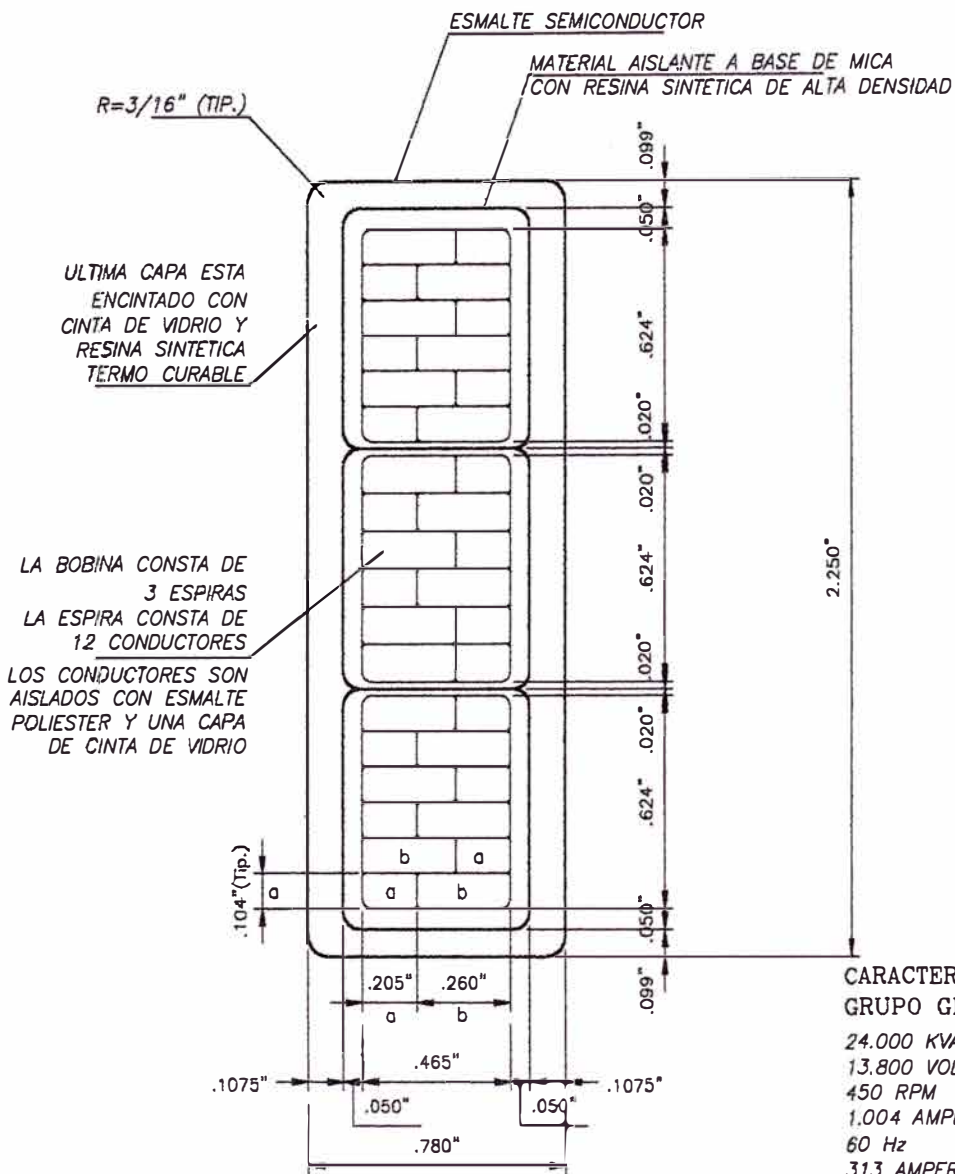 ESMALTE SEMICONDUCTOR
MATERIAL AISLANTE A BASE DE MICA
CON RESINA SINTETICA DE ALTA DENSIDAD
R=3/16" (TIP.)
.099"
.050"
ULTIMA CAPA ESTA
ENCINTADO CON
CINTA DE VIDRIO Y
RESINA SINTETICA
TERMO CURABLE
.624"
.020"
.020"
LA BOBINA CONSTA DE
3 ESPIRAS
LA ESPIRA CONSTA DE
12 CONDUCTORES
LOS CONDUCTORES SON
AISLADOS CON ESMALTE
POLIESTER Y UNA CAPA
DE CINTA DE VIDRIO
.624"
2.250"
.020"
.020"
.624"
b a
.104"(Tip.)
a a b
.050"
.099"
.205" .260"
a b
.465"
.1075" .1075"
.050" .050"
.780"
CARACTER
GRUPO G
24.000 KVA
13.800 VOL
450 RPM
1.004 AMP
60 Hz
.313 AMPER